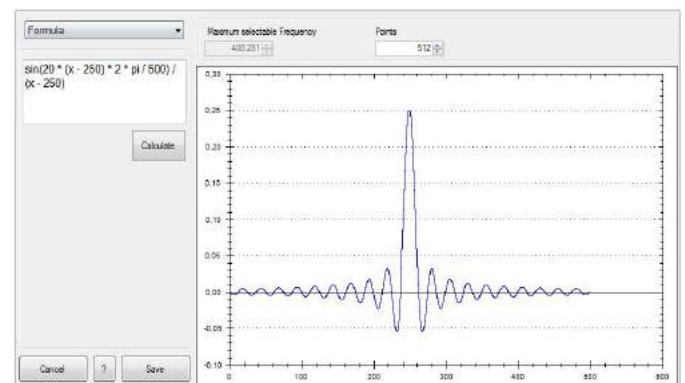 Formula
Maximum selectable Frequency
Points
512
sin(20 * (x - 250) * 2 * pi / 500) /
(x - 250)
Calculate
Cancel
?
Save
0,30
0,25
0,20
0,15
0,10
0,05
0,00
-0,05
-0,10
0
100
200
300
400
500
600